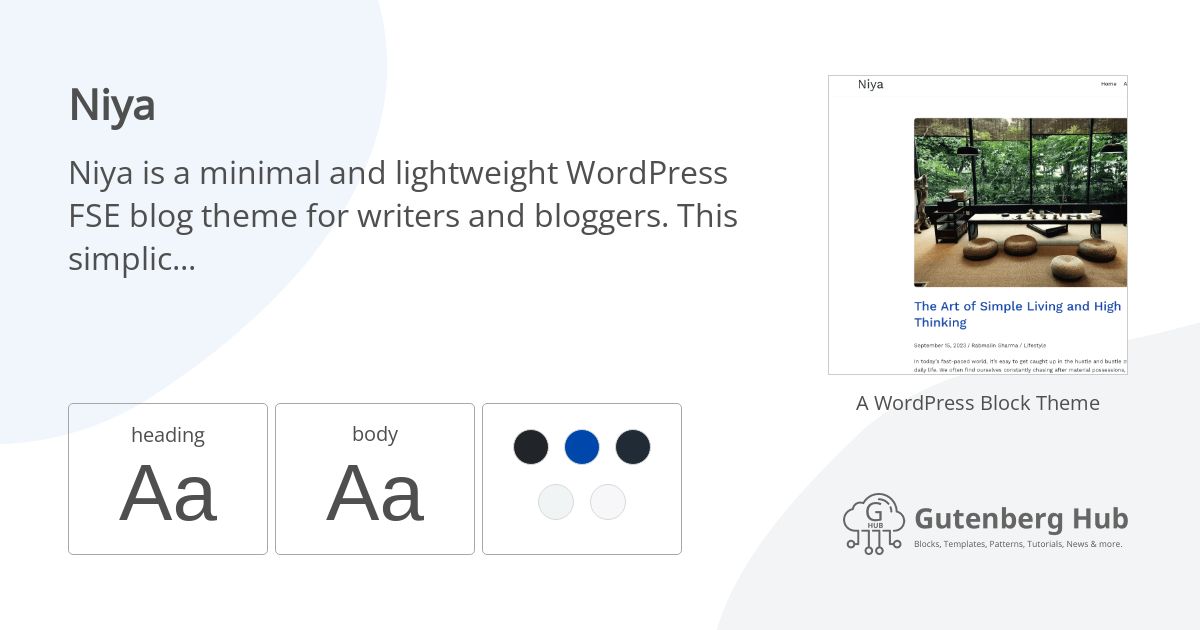 Niya
Niya is a minimal and lightweight WordPress
FSE blog theme for writers and bloggers. This
simplic...
heading
Aa
body
Aa
Niya
Home A
The Art of Simple Living and High
Thinking
September 15, 2023 / Rabmalin Sharma / Lifestyle
In today's fast-paced world, it's easy to get caught up in the hustle and bustle
daily life. We often find ourselves constantly chasing after material possessions,
A WordPress Block Theme
G
HUB
Gutenberg Hub
Blocks, Templates, Patterns, Tutorials, News & more.